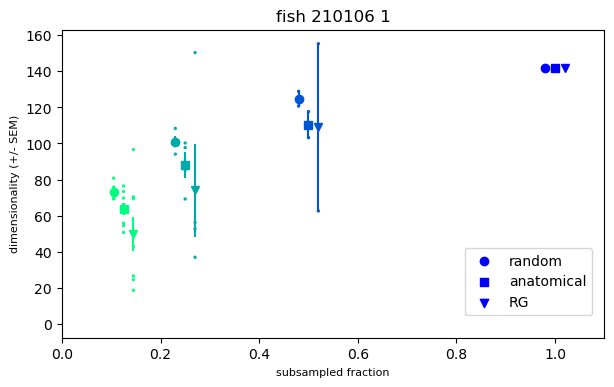 fish 210106 1
dimensionality (+/- SEM)
160
140
120
100
80
60
40
20
0
random
anatomical
RG
0.0 0.2 0.4 0.6 0.8 1.0
subsampled fraction